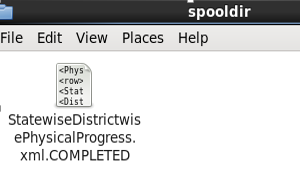 spooldir
File Edit View Places Help
<Phys
<row>
<Stat
<Dist
StatewiseDistrictwis
ePhysicalProgress.
xml.COMPLETED